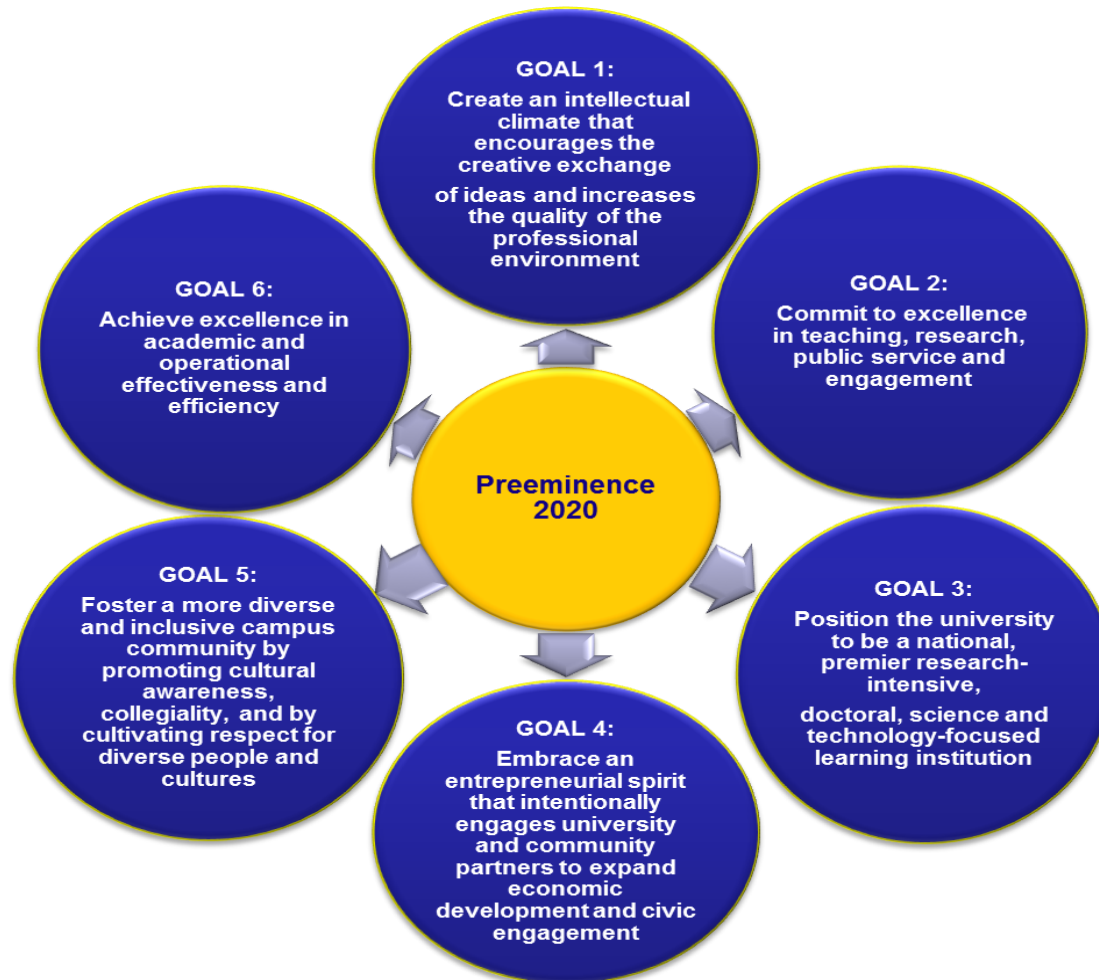 GOAL 1:
Create an intellectual
climate that
encourages the
creative exchange
of ideas and increases
the quality of the
professional
environment
GOAL 2:
Commit to excellence
in teaching, research,
public service and
engagement
GOAL 3:
Position the university
to be a national,
premier research-
intensive,
doctoral, science and
technology-focused
learning institution
GOAL 4:
Embrace an
entrepreneurial spirit
that intentionally
engages university
and community
partners to expand
economic
development and civic
engagement
GOAL 5:
Foster a more diverse
and inclusive campus
community by
promoting cultural
awareness,
collegiality, and by
cultivating respect for
diverse people and
cultures
GOAL 6:
Achieve excellence in
academic and
operational
effectiveness and
efficiency
Preeminence
2020